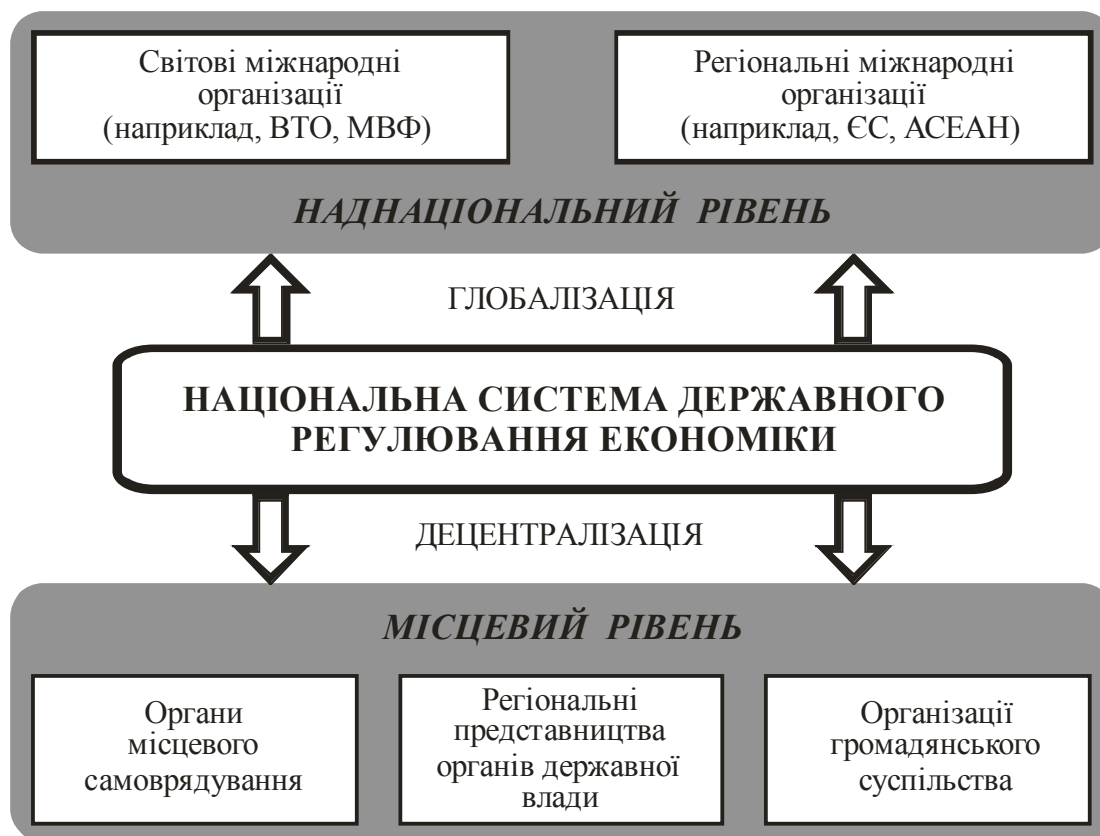 Світові міжнародні
організації
(наприклад, ВТО, МВФ)
Регіональні міжнародні
організації
(наприклад, ЄС, АСЕАН)
НАДНАЦІОНАЛЬНИЙ РІВЕНЬ
ГЛОБАЛІЗАЦІЯ
НАЦІОНАЛЬНА СИСТЕМА ДЕРЖАВНОГО
РЕГУЛЮВАННЯ ЕКОНОМІКИ
ДЕЦЕНТРАЛІЗАЦІЯ
МІСЦЕВИЙ РІВЕНЬ
Органи
місцевого
самоврядування
Регіональні
представництва
органів державної
влади
Організації
громадянського
суспільства